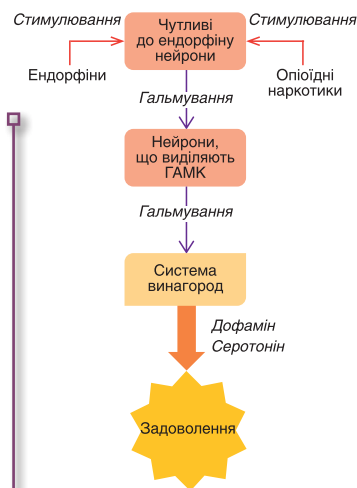 Стимулювання
Стимулювання
Чутливі
до ендорфіну
нейрони
Ендорфіни
Опіоїдні
наркотики
Гальмування
Нейрони,
що виділяють
ГАМК
Гальмування
Система
винагород
Дофамін
Серотонін
Задоволення